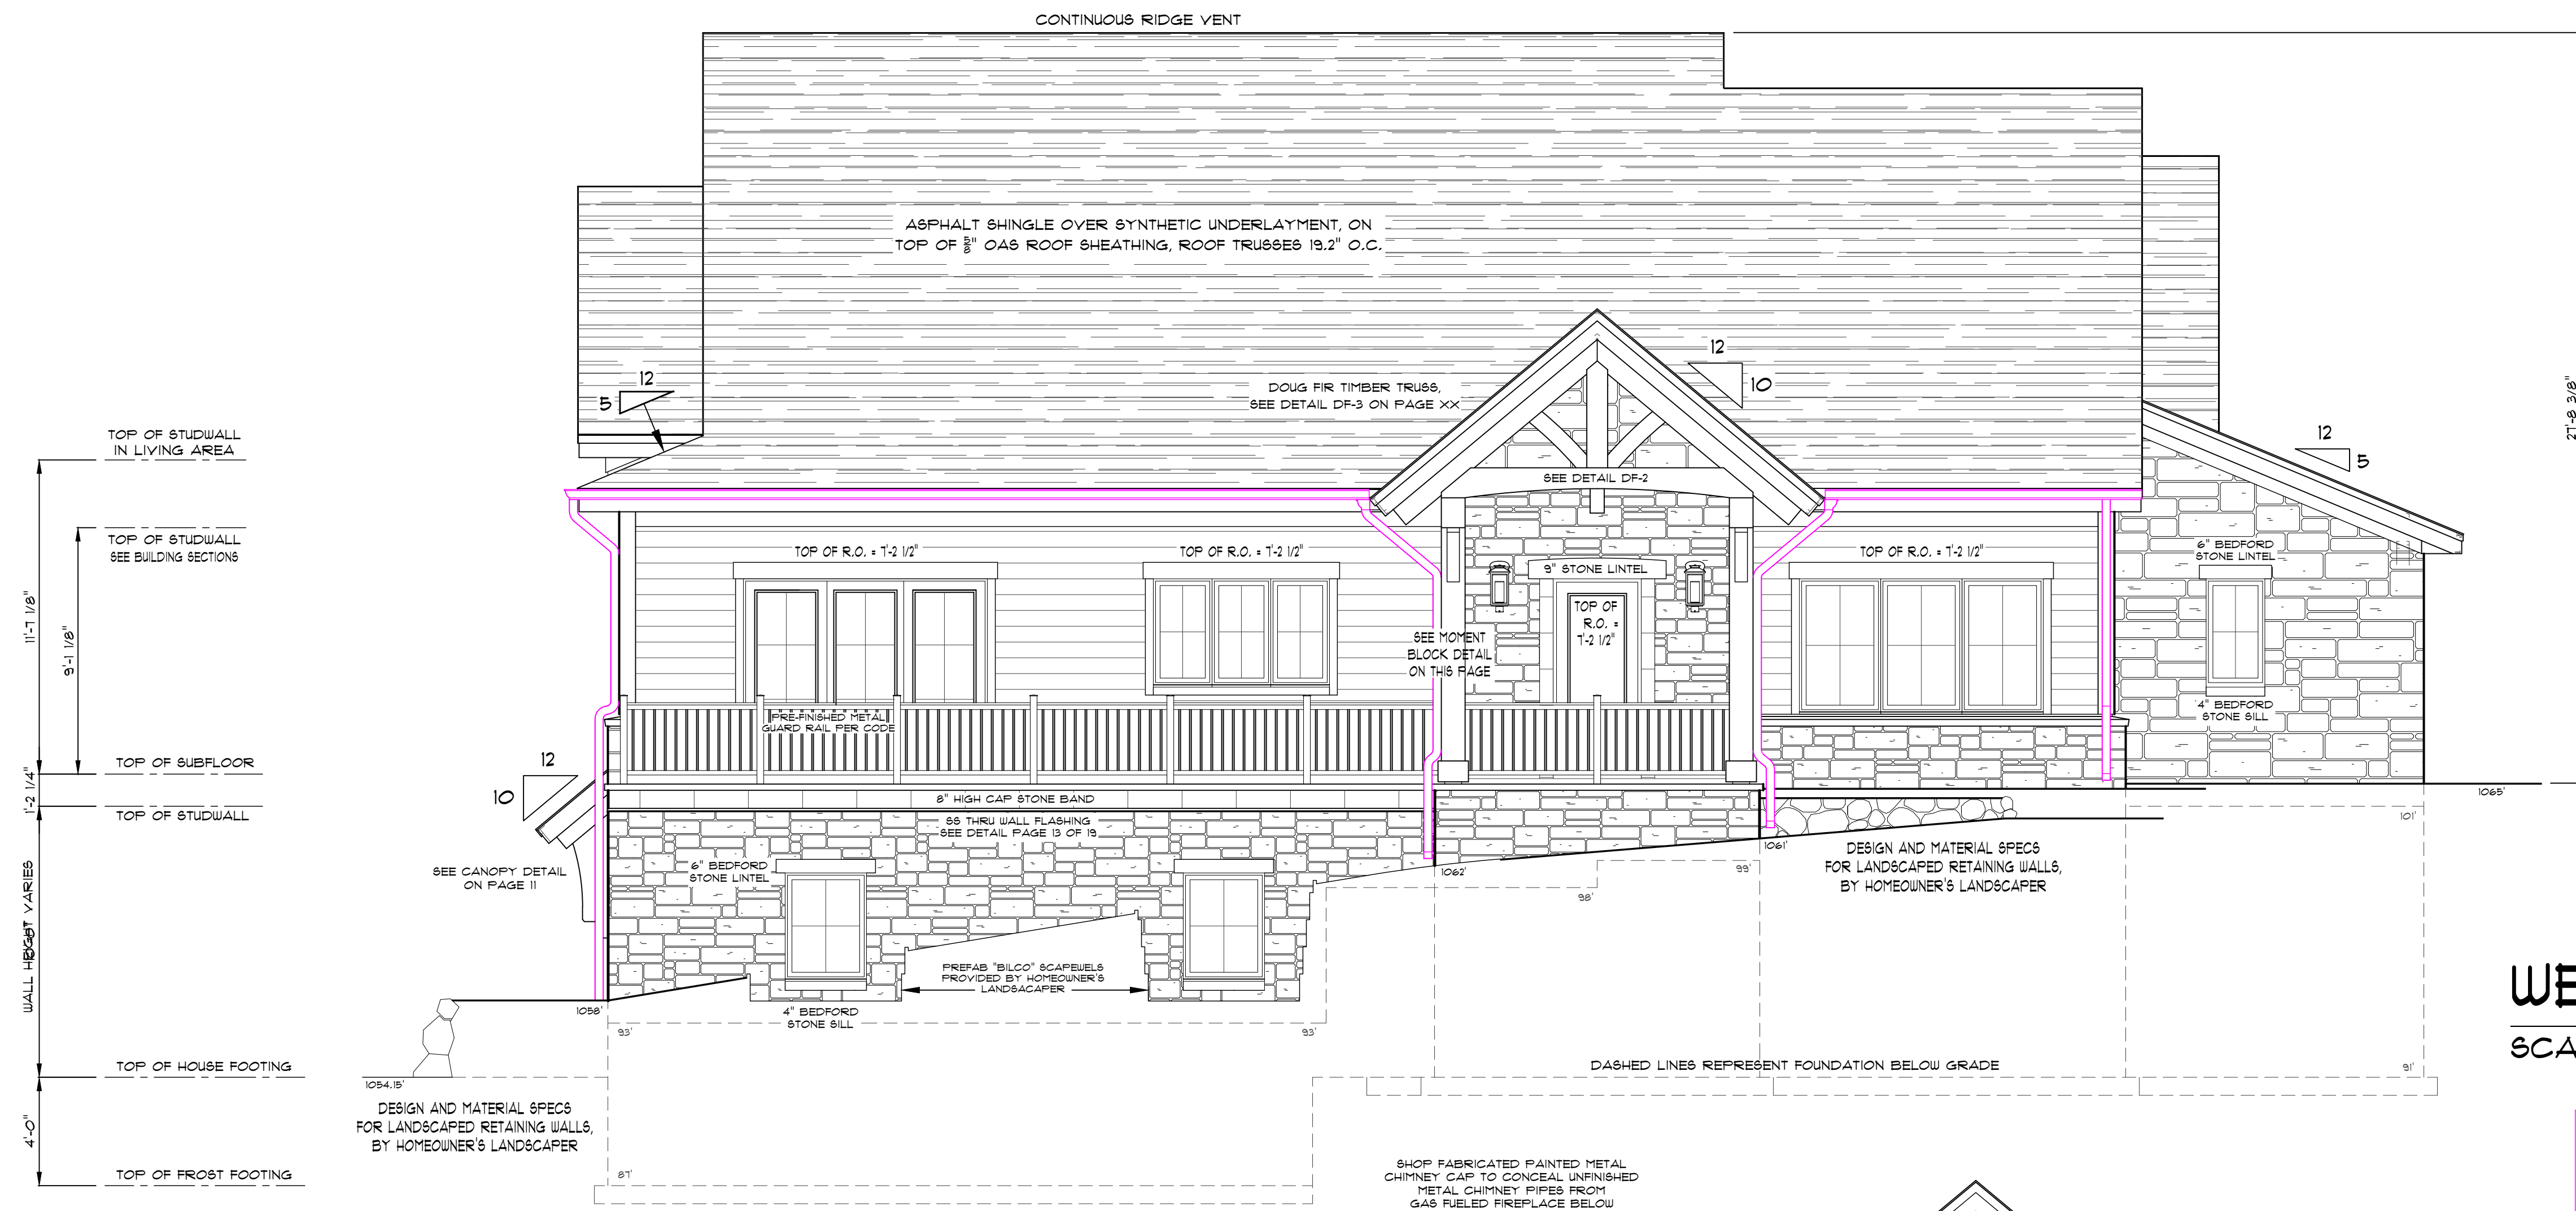 CONTINUOUS RIDGE VENT
ASPHALT SHINGLE OVER SYNTHETIC UNDERLAYMENT, ON
TOP OF 5/8" OAS ROOF SHEATHING, ROOF TRUSSES 19.2" O.C.
12
5
DOUG FIR TIMBER TRUSS,
SEE DETAIL DF-3 ON PAGE XX
12
10
12
5
27'-8 3/8"
TOP OF STUDWALL
IN LIVING AREA
TOP OF STUDWALL
SEE BUILDING SECTIONS
11'-7 1/8"
9'-1 1/8"
SEE DETAIL DF-2
TOP OF R.O. = 7'-2 1/2"
TOP OF R.O. = 7'-2 1/2"
TOP OF R.O. = 7'-2 1/2"
9" STONE LINTEL
TOP OF
R.O. =
7'-2 1/2"
6" BEDFORD
STONE LINTEL
SEE MOMENT
BLOCK DETAIL
ON THIS PAGE
4" BEDFORD
STONE SILL
PRE-FINISHED METAL
GUARD RAIL PER CODE
TOP OF SUBFLOOR
1'-2 1/4"
TOP OF STUDWALL
12
10
8" HIGH CAP STONE BAND
SS THRU WALL FLASHING
SEE DETAIL PAGE 13 OF 19
1065'
101'
SEE CANOPY DETAIL
ON PAGE 11
6" BEDFORD
STONE LINTEL
1062'
1061'
99'
98'
DESIGN AND MATERIAL SPECS
FOR LANDSCAPED RETAINING WALLS,
BY HOMEOWNER'S LANDSCAPER
WALL HEIGHT VARIES
PREFAB "BILCO" SCAPEWELS
PROVIDED BY HOMEOWNER'S
LANDSACAPER
1058'
93'
4" BEDFORD
STONE SILL
93'
WE
SCA
TOP OF HOUSE FOOTING
1054.15'
DASHED LINES REPRESENT FOUNDATION BELOW GRADE
91'
DESIGN AND MATERIAL SPECS
FOR LANDSCAPED RETAINING WALLS,
BY HOMEOWNER'S LANDSCAPER
4'-0"
TOP OF FROST FOOTING
87'
SHOP FABRICATED PAINTED METAL
CHIMNEY CAP TO CONCEAL UNFINISHED
METAL CHIMNEY PIPES FROM
GAS FUELED FIREPLACE BELOW